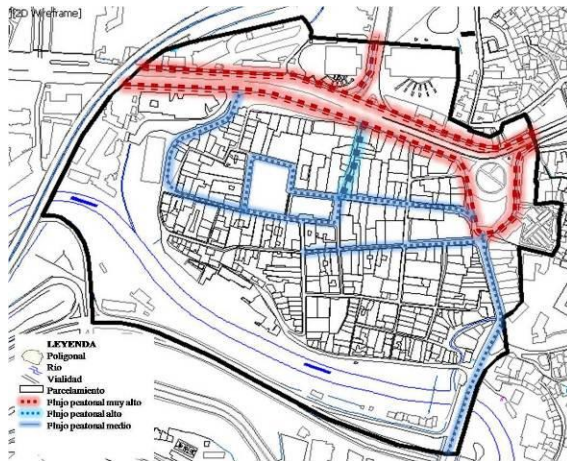 [2D Wireframe]
LEYENDA
Poligonal
Río
Vialidad
Parcelamiento
Flujo peatonal muy alto
Flujo peatonal alto
Flujo peatonal medio